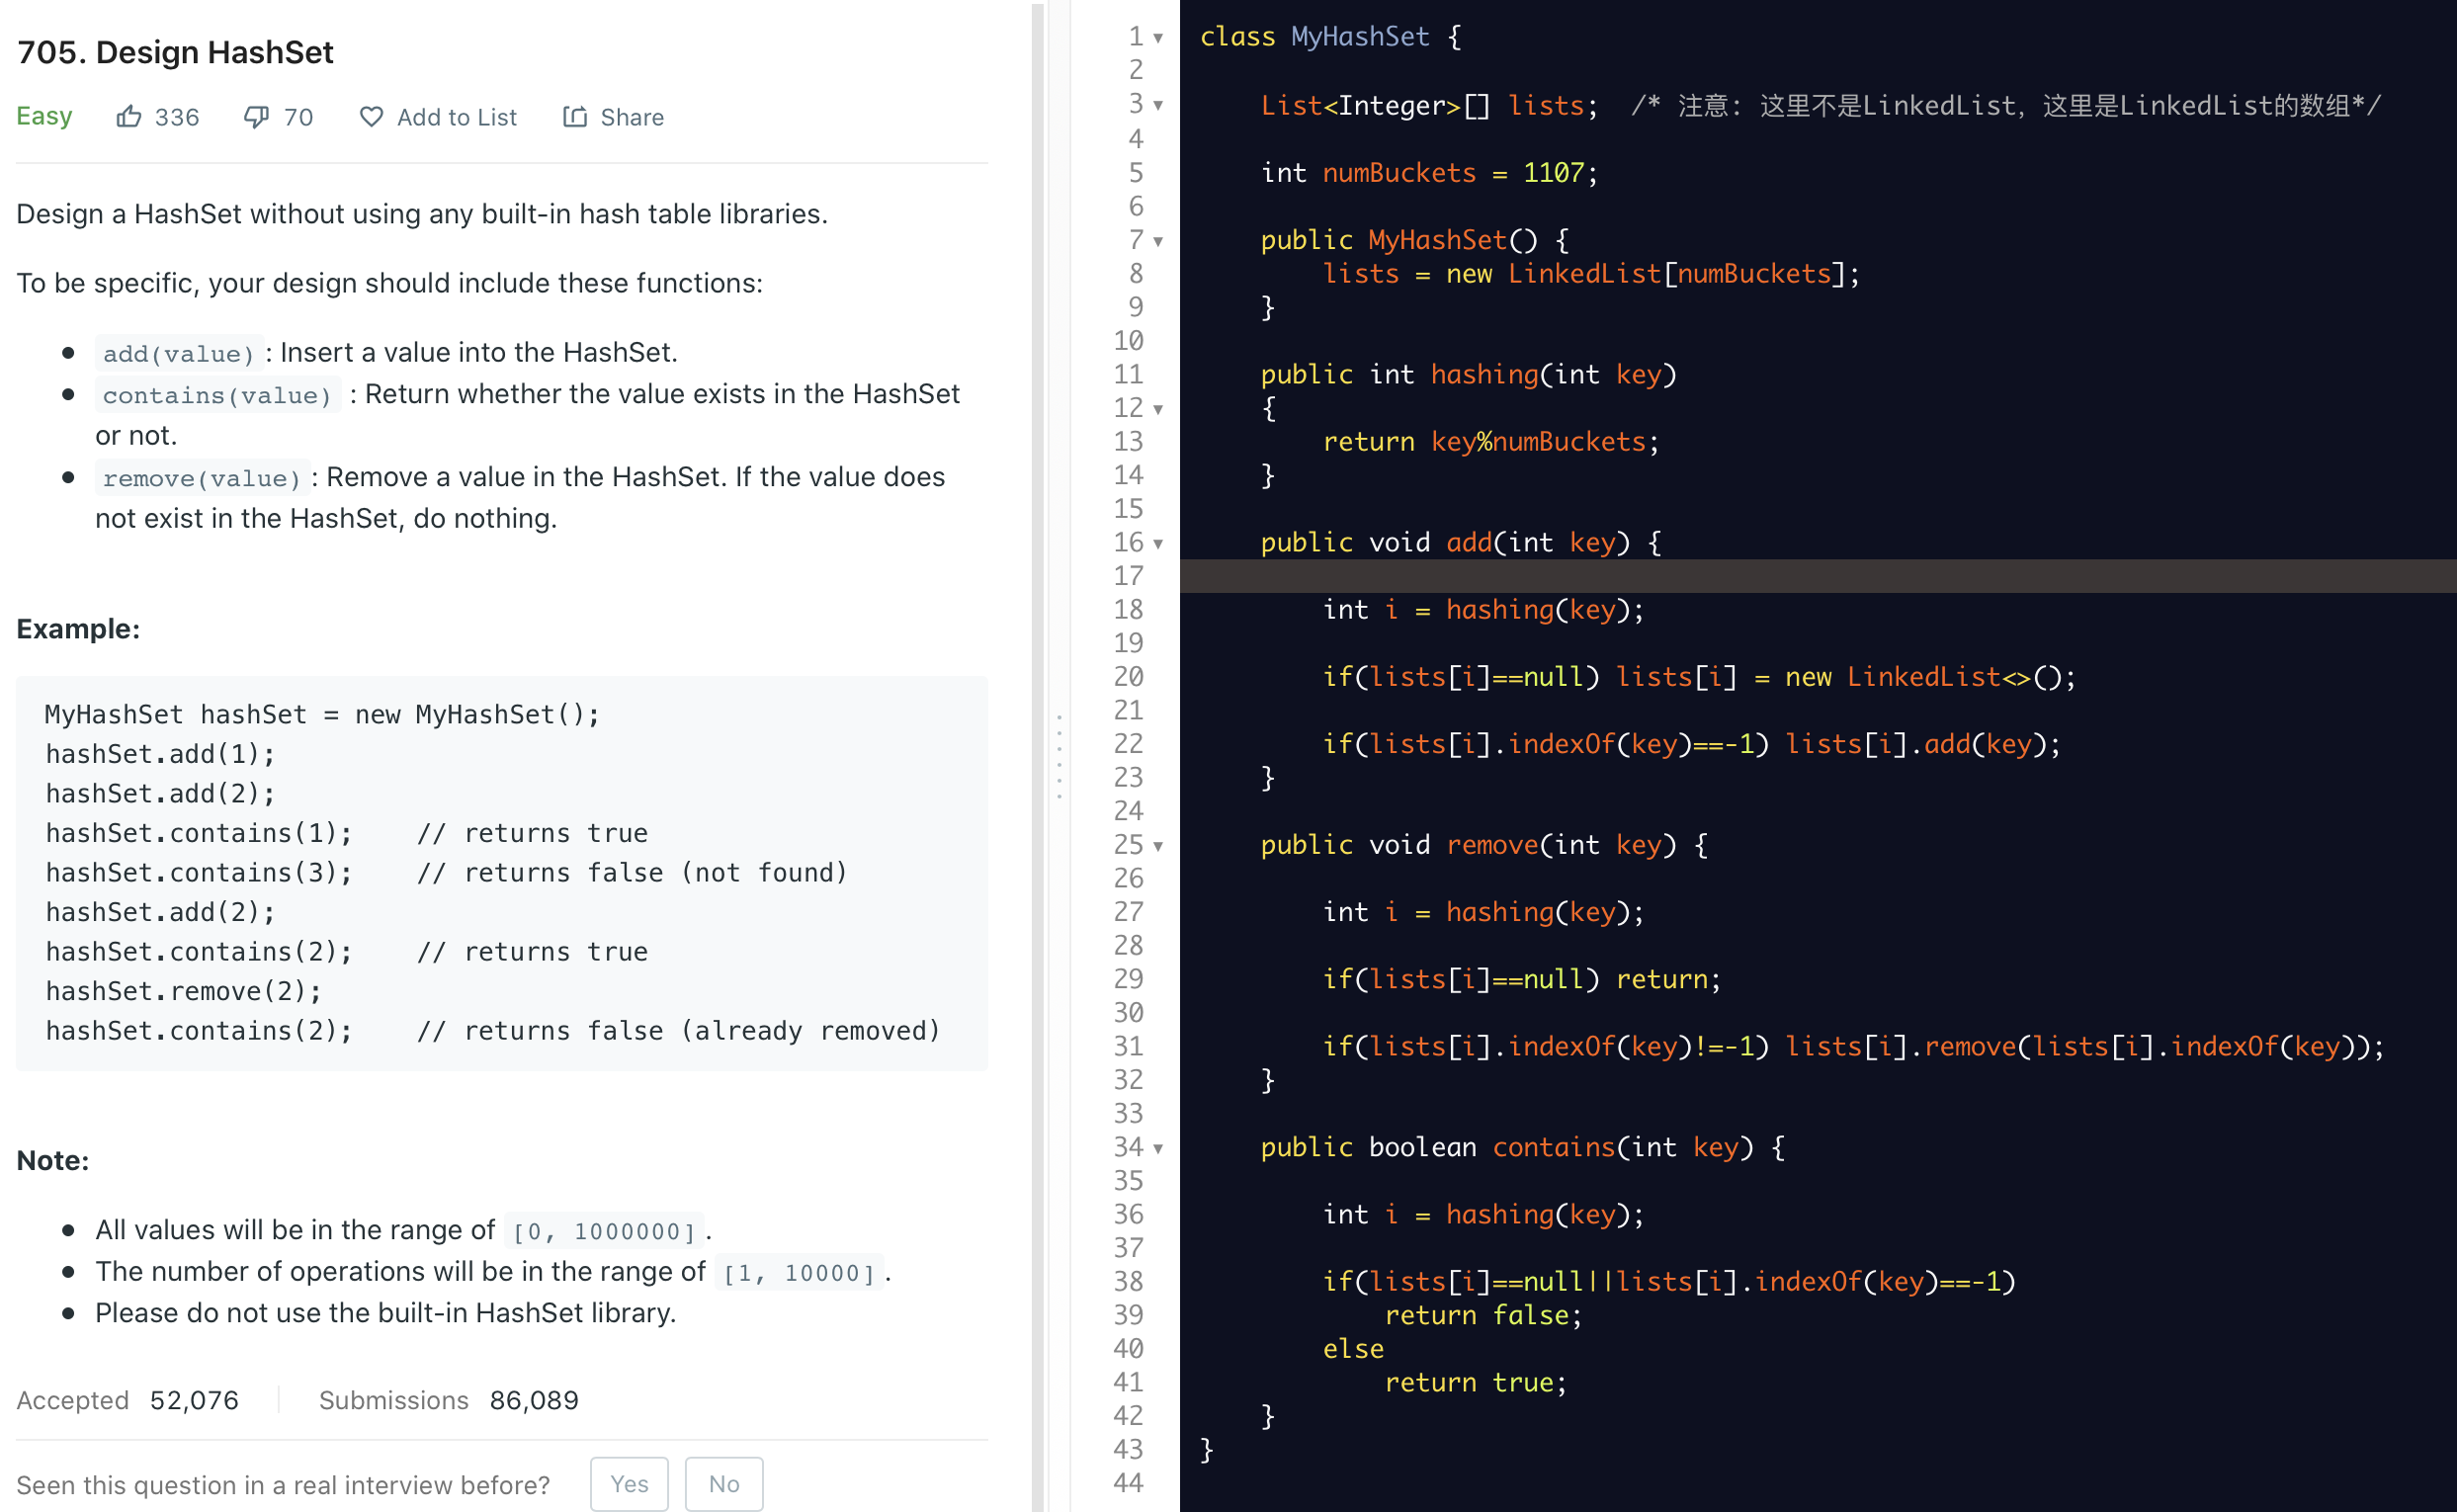 705. Design HashSet
Easy 336 70 Add to List Share
Design a HashSet without using any built-in hash table libraries.
To be specific, your design should include these functions:
add(value) : Insert a value into the HashSet.
contains(value) : Return whether the value exists in the HashSet
or not.
remove(value) : Remove a value in the HashSet. If the value does
not exist in the HashSet, do nothing.
Example:
MyHashSet hashSet = new MyHashSet();
hashSet.add(1);
hashSet.add(2);
hashSet.contains(1);    // returns true
hashSet.contains(3);    // returns false (not found)
hashSet.add(2);
hashSet.contains(2);    // returns true
hashSet.remove(2);
hashSet.contains(2);    // returns false (already removed)
Note:
All values will be in the range of [0, 1000000].
The number of operations will be in the range of [1, 10000].
Please do not use the built-in HashSet library.
Accepted 52,076 Submissions 86,089
Seen this question in a real interview before? Yes No
1 class MyHashSet {
2
3     List<Integer>[] lists;  /* 注意: 这里不是LinkedList, 这里是LinkedList的数组*/
4
5     int numBuckets = 1107;
6
7     public MyHashSet() {
8         lists = new LinkedList[numBuckets];
9     }
10
11     public int hashing(int key)
12     {
13         return key%numBuckets;
14     }
15
16     public void add(int key) {
17
18         int i = hashing(key);
19
20         if(lists[i]==null) lists[i] = new LinkedList<>();
21
22         if(lists[i].indexOf(key)==-1) lists[i].add(key);
23     }
24
25     public void remove(int key) {
26
27         int i = hashing(key);
28
29         if(lists[i]==null) return;
30
31         if(lists[i].indexOf(key)!=-1) lists[i].remove(lists[i].indexOf(key));
32     }
33
34     public boolean contains(int key) {
35
36         int i = hashing(key);
37
38         if(lists[i]==null||lists[i].indexOf(key)==-1)
39             return false;
40         else
41             return true;
42     }
43 }
44